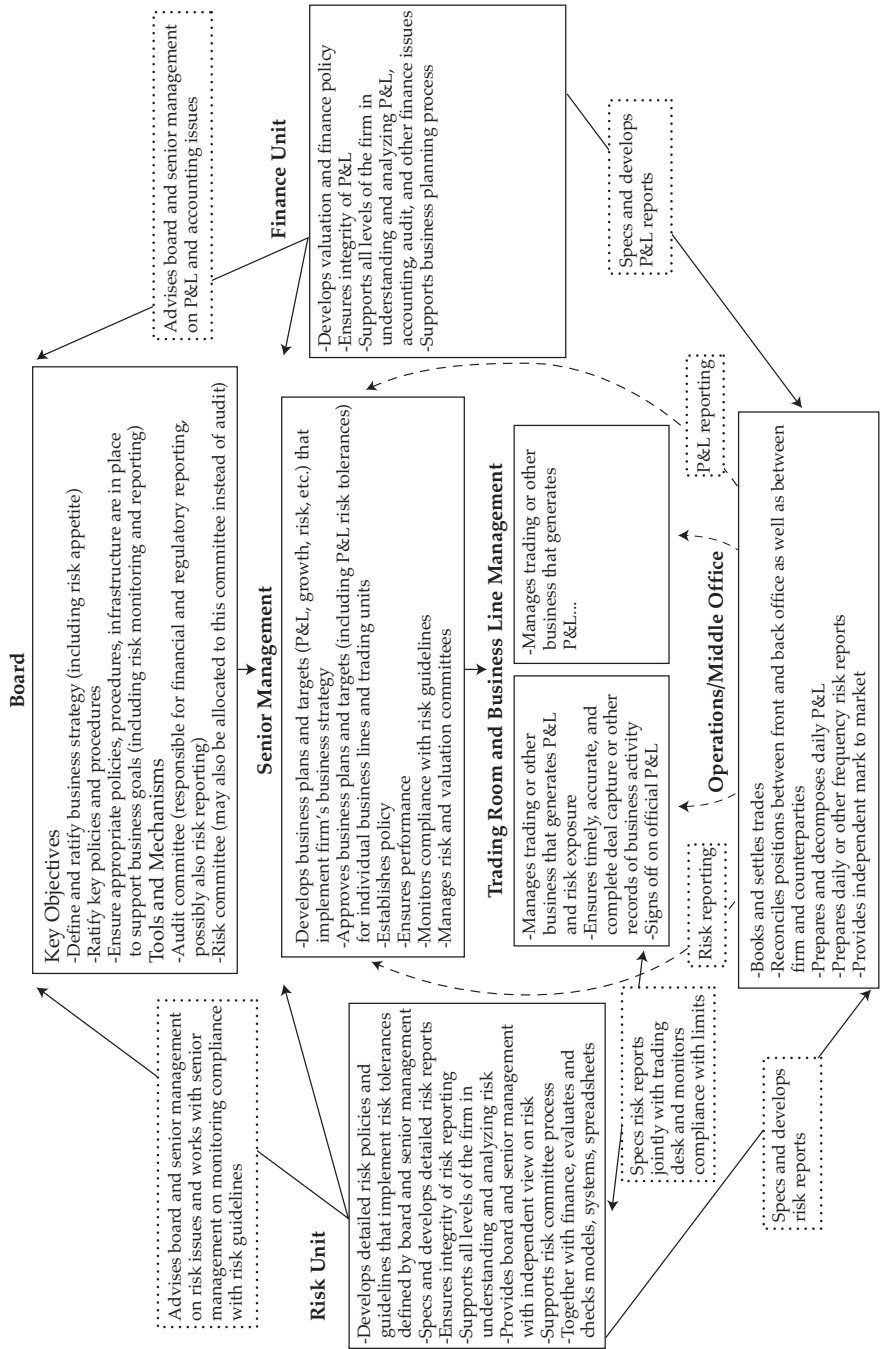 Board
Key Objectives
-Define and ratify business strategy (including risk appetite)
-Ratify key policies and procedures
-Ensure appropriate policies, procedures, infrastructure are in place
to support business goals (including risk monitoring and reporting)
Tools and Mechanisms
-Audit committee (responsible for financial and regulatory reporting,
possibly also risk reporting)
-Risk committee (may also be allocated to this committee instead of audit)
Advises board and senior management
on risk issues and works with senior
management on monitoring compliance
with risk guidelines
Advises board and senior management
on P&L and accounting issues
Risk Unit
-Develops detailed risk policies and
guidelines that implement risk tolerances
defined by board and senior management
-Specs and develops detailed risk reports
-Ensures integrity of risk reporting
-Supports all levels of the firm in
understanding and analyzing risk
-Provides board and senior management
with independent view on risk
-Supports risk committee process
-Together with finance, evaluates and
checks models, systems, spreadsheets
Senior Management
-Develops business plans and targets (P&L, growth, risk, etc.) that
implement firm's business strategy
-Approves business plans and targets (including P&L risk tolerances)
for individual business lines and trading units
-Establishes policy
-Ensures performance
-Monitors compliance with risk guidelines
-Manages risk and valuation committees
Finance Unit
-Develops valuation and finance policy
-Ensures integrity of P&L
-Supports all levels of the firm in
understanding and analyzing P&L,
accounting, audit, and other finance issues
-Supports business planning process
Trading Room and Business Line Management
-Manages trading or other
business that generates P&L
and risk exposure
-Ensures timely, accurate, and
complete deal capture or other
records of business activity
-Signs off on official P&L
-Manages trading or other
business that generates
P&L...
Specs risk reports
jointly with trading
desk and monitors
compliance with limits
Risk reporting
Operations/Middle Office
P&L reporting
Specs and develops
risk reports
Specs and develops
P&L reports
-Books and settles trades
-Reconciles positions between front and back office as well as between
firm and counterparties
-Prepares and decomposes daily P&L
-Prepares daily or other frequency risk reports
-Provides independent mark to market